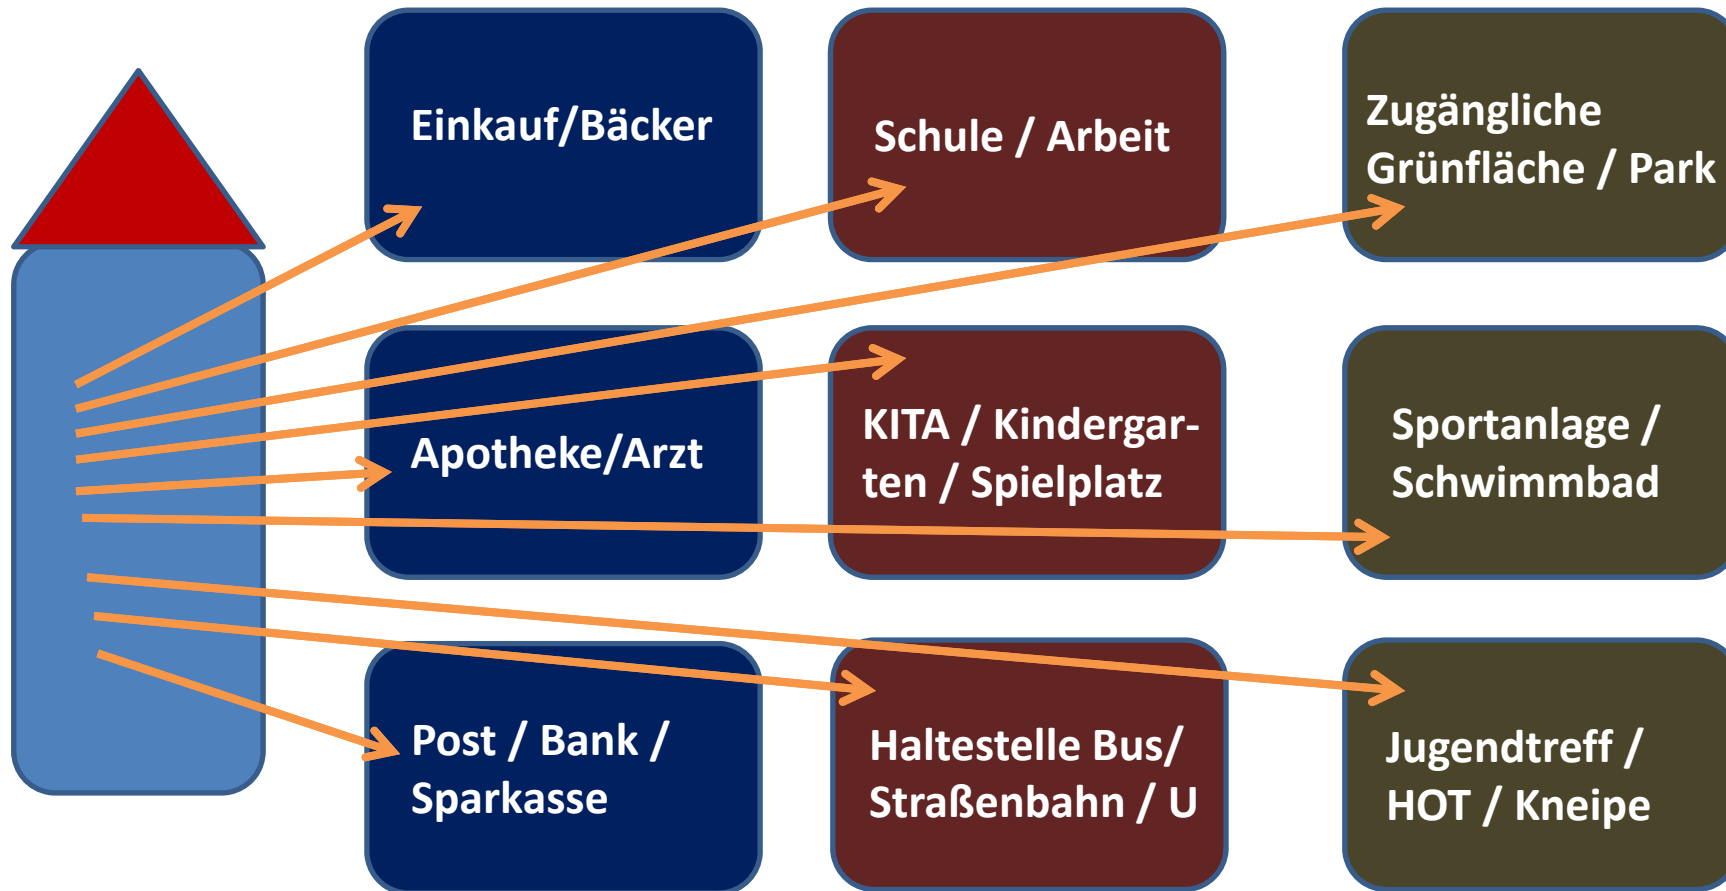 Einkauf/Bäcker
Schule / Arbeit
Zugängliche
Grünfläche / Park
Apotheke/Arzt
KITA / Kindergar-
ten / Spielplatz
Sportanlage /
Schwimmbad
Post / Bank /
Sparkasse
Haltestelle Bus/
Straßenbahn / U
Jugendtreff /
HOT / Kneipe